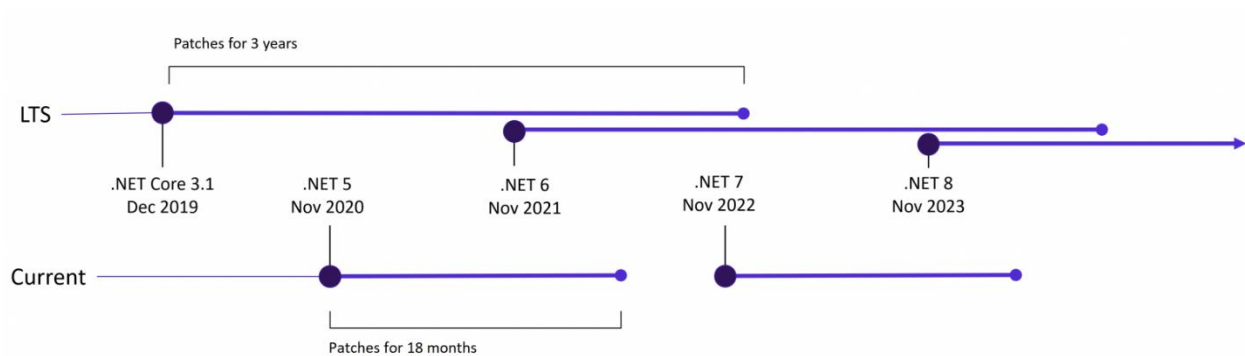 Patches for 3 years
LTS
.NET Core 3.1
Dec 2019
.NET 5
Nov 2020
.NET 6
Nov 2021
.NET 7
Nov 2022
.NET 8
Nov 2023
Current
Patches for 18 months